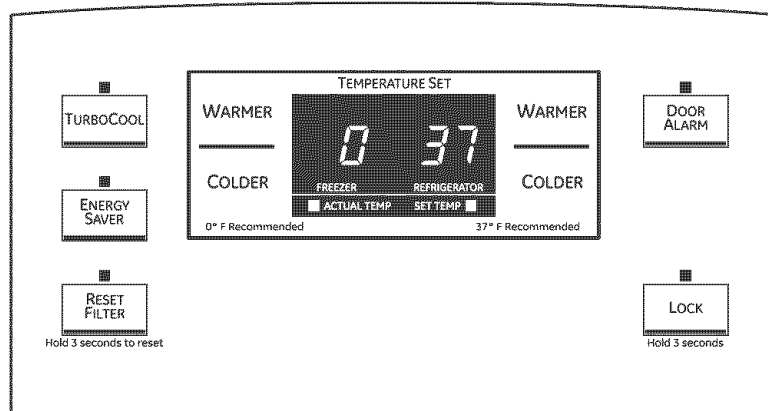 TEMPERATURE SET
TURBOCOOL
WARMER
WARMER
DOOR
ALARM
0 37
COLDER
COLDER
FREEZER REFRIGERATOR
ENERGY
SAVER
ACTUAL TEMP SET TEMP
0° F Recommended 37° F Recommended
RESET
FILTER
LOCK
Hold 3 seconds to reset
Hold 3 seconds